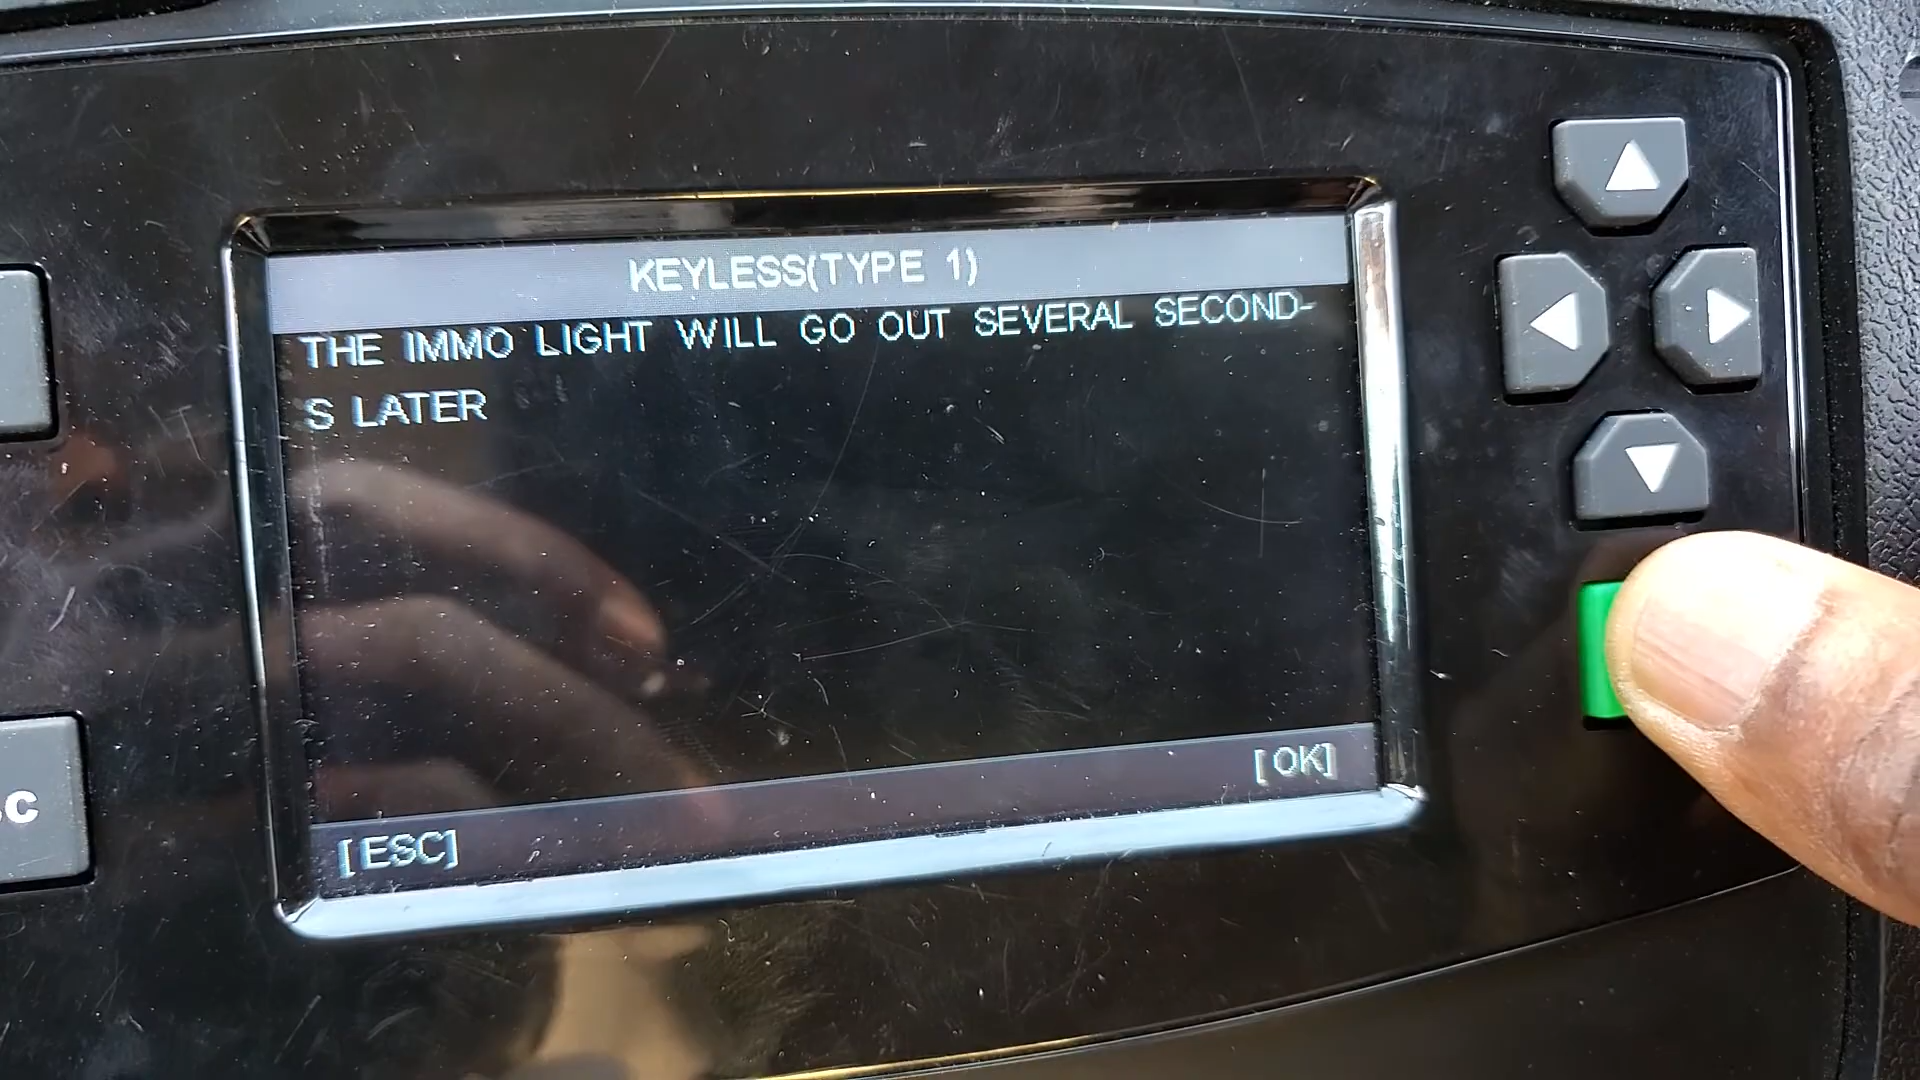 KEYLESS(TYPE 1)
THE IMMO LIGHT WILL GO OUT SEVERAL SECOND-
S LATER
[OK]
[ESC]
C